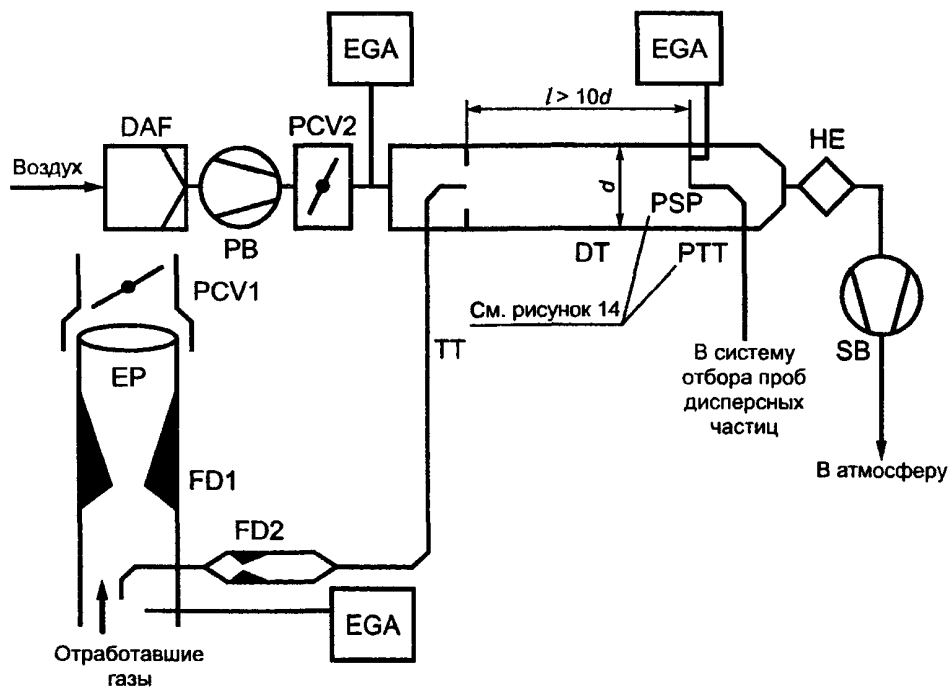 EGA
EGA
l > 10d
DAF
PCV2
HE
Воздух
d
PSP
PB
DT
PTT
PCV1
См. рисунок 14
TT
SB
EP
В систему
отбора проб
дисперсных
частиц
В атмосферу
FD1
FD2
EGA
Отработавшие
газы